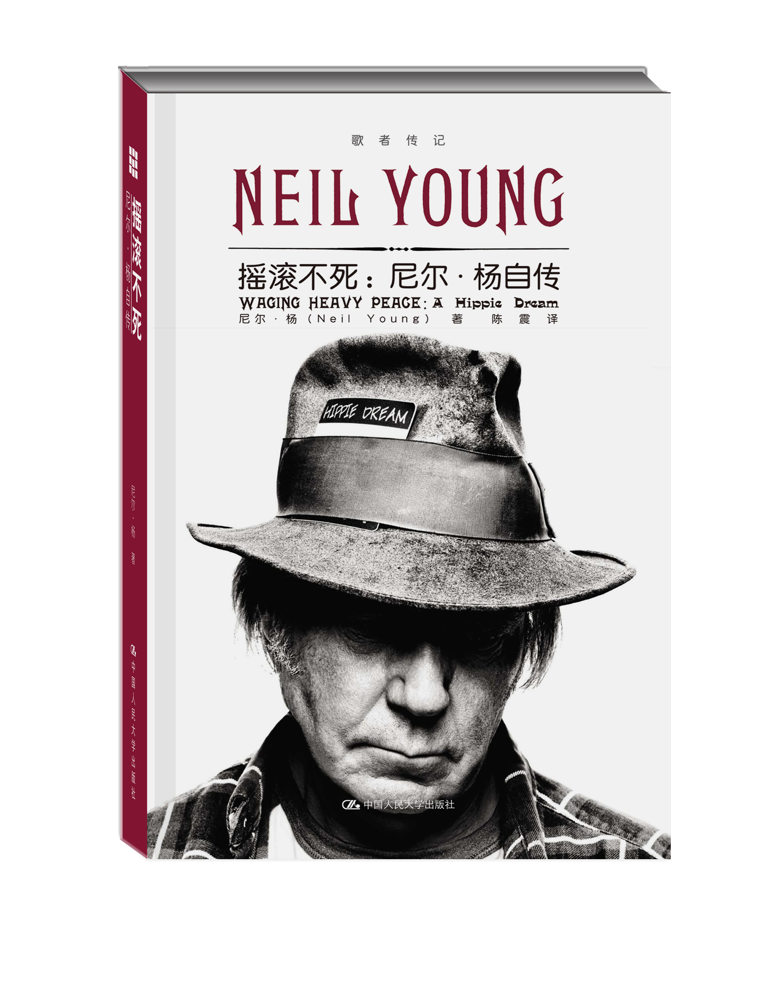 歌者传记
NEIL YOUNG
摇滚不死：尼尔·杨自传
WAGING HEAVY PEACE: A Hippie Dream
尼尔·杨(Neil Young) 著 陈震 译
HIPPIE DREAM
中国人民大学出版社
摇滚不死
尼尔·杨自传
尼尔·杨 著
中国人民大学出版社